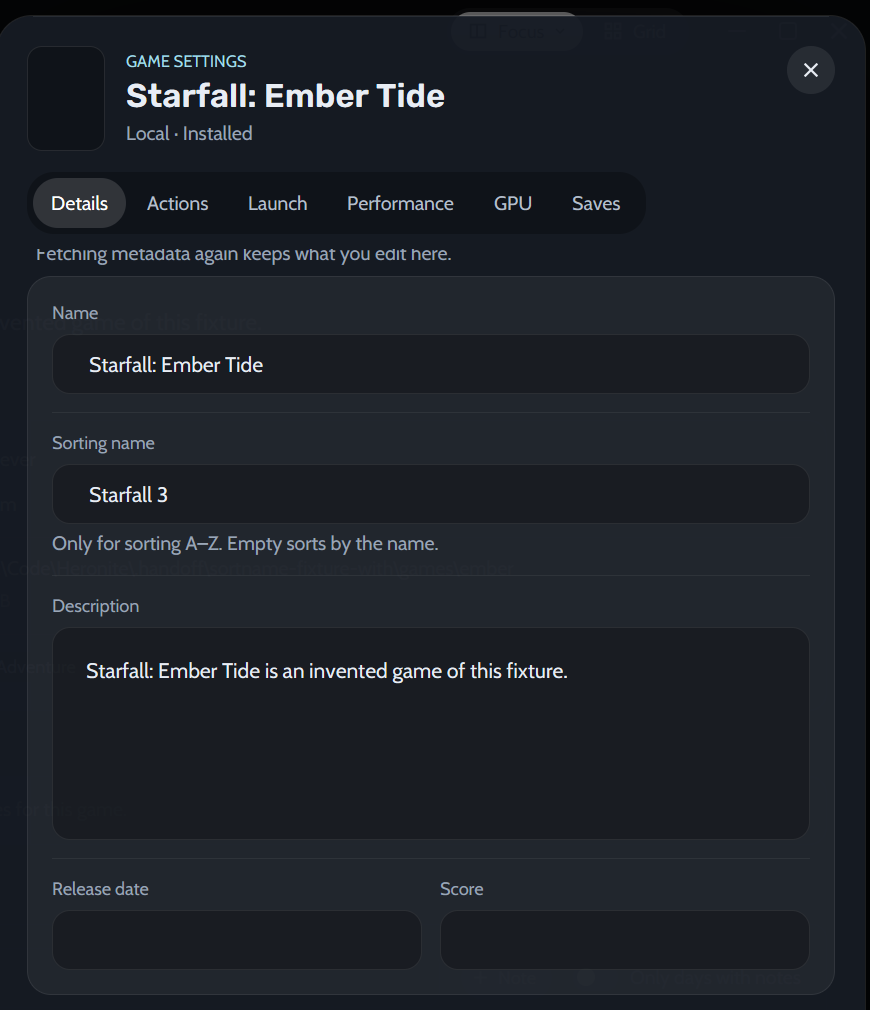 GAME SETTINGS
Starfall: Ember Tide
Local · Installed
Details
Actions
Launch
Performance
GPU
Saves
Fetching metadata again keeps what you edit here.
Name
Starfall: Ember Tide
Sorting name
Starfall 3
Only for sorting A–Z. Empty sorts by the name.
Description
Starfall: Ember Tide is an invented game of this fixture.
Release date
Score